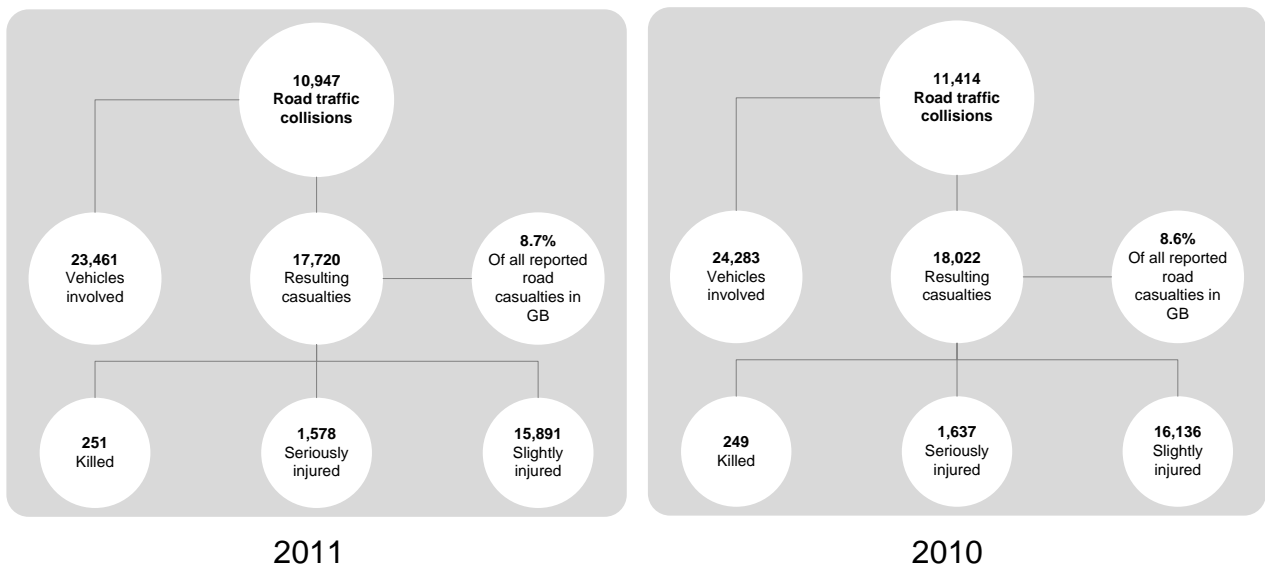 10,947
Road traffic
collisions
23,461
Vehicles
involved
17,720
Resulting
casualties
8.7%
Of all reported
road
casualties in
GB
251
Killed
1,578
Seriously
injured
15,891
Slightly
injured
2011
11,414
Road traffic
collisions
24,283
Vehicles
involved
18,022
Resulting
casualties
8.6%
Of all reported
road
casualties in
GB
249
Killed
1,637
Seriously
injured
16,136
Slightly
injured
2010